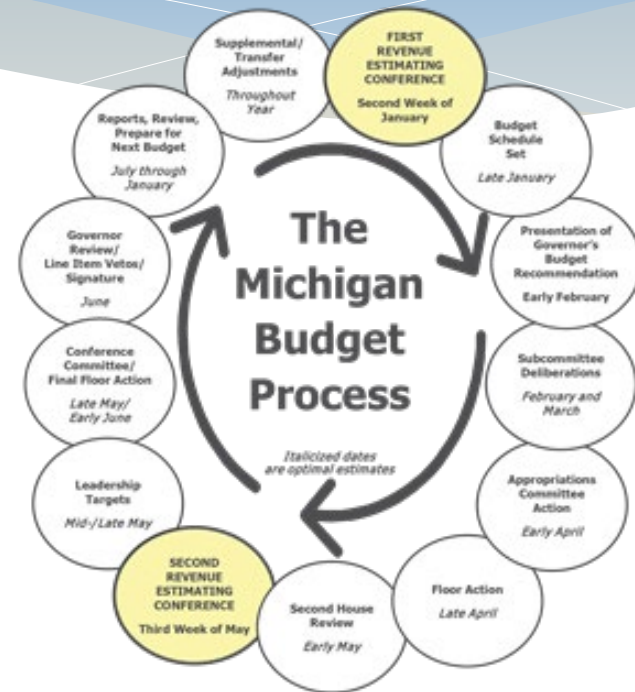 The
Michigan
Budget
Process
Italicized dates
are optimal estimates
FIRST
REVENUE
ESTIMATING
CONFERENCE
Second Week of
January
Budget
Schedule
Set
Late January
Presentation of
Governor's
Budget
Recommendation
Early February
Subcommittee
Deliberations
February and
March
Appropriations
Committee
Action
Early April
Floor Action
Late April
Second House
Review
Early May
SECOND
REVENUE
ESTIMATING
CONFERENCE
Third Week of May
Leadership
Targets
Mid-/Late May
Conference
Committee/
Final Floor Action
Late May/
Early June
Governor
Review/
Line Item Vetos/
Signature
June
Reports, Review,
Prepare for
Next Budget
July through
January
Supplemental/
Transfer
Adjustments
Throughout
Year